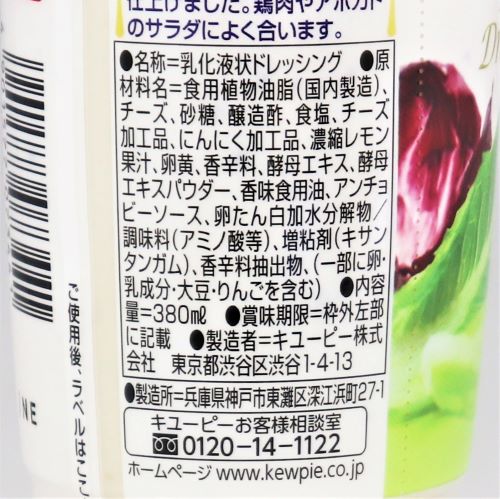 仕上げました。鶏肉やアボカド
のサラダによく合います。
●名称=乳化液状ドレッシング ●原
材料名=食用植物油脂(国内製造)、
チーズ、砂糖、醸造酢、食塩、チーズ
加工品、にんにく加工品、濃縮レモン
果汁、卵黄、香辛料、酵母エキス、酵母
エキスパウダー、香味食用油、アンチョ
ビーソース、卵たん白加水分解物/
調味料(アミノ酸等)、増粘剤(キサン
タンガム)、香辛料抽出物、(一部に卵・
乳成分・大豆・りんごを含む) ●内容
量=380㎖ ●賞味期限=枠外左部
に記載 ●製造者=キユーピー株式
会社 東京都渋谷区渋谷1-4-13
●製造所=兵庫県神戸市東灘区深江浜町27-1
キユーピーお客様相談室
0120-14-1122
ホームページ www.kewpie.co.jp
ご使用後、ラベルはここ
INE